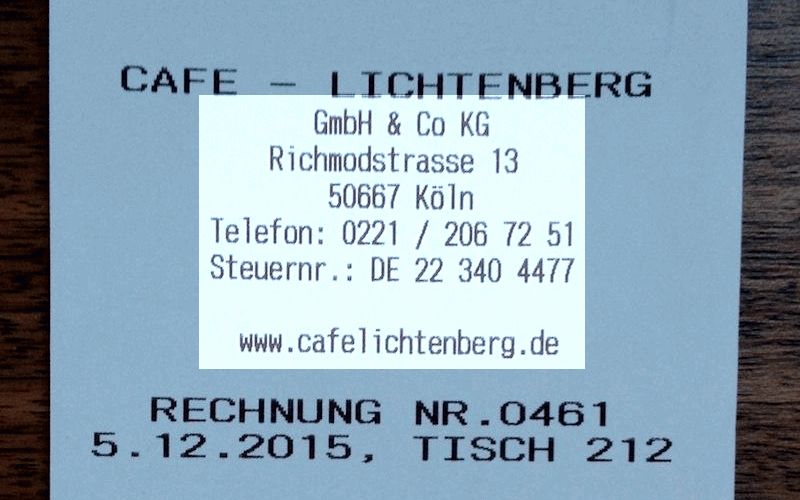 CAFE - LICHTENBERG
GmbH & Co KG
Richmodstrasse 13
50667 Köln
Telefon: 0221 / 206 72 51
Steuernr.: DE 22 340 4477
www.cafelichtenberg.de
RECHNUNG NR.0461
5.12.2015, TISCH 212